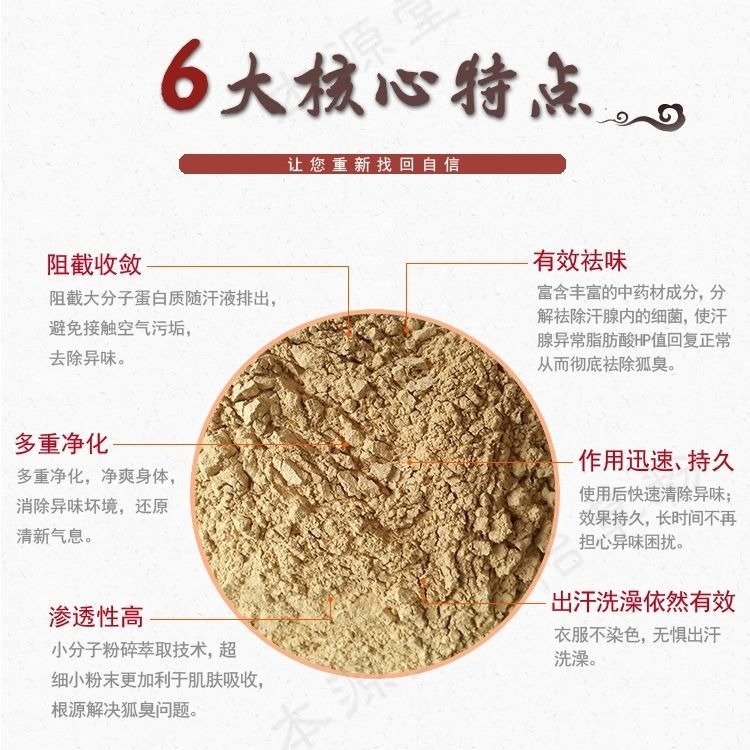 6大核心特点
让您重新找回自信
阻截收敛
阻截大分子蛋白质随汗液排出，
避免接触空气污垢，
去除异味。
有效祛味
富含丰富的中药材成分，分
解祛除汗腺内的细菌，使汗
腺异常脂肪酸HP值回复正常
从而彻底祛除狐臭。
多重净化
多重净化，净爽身体，
消除异味坏境，还原
清新气息。
作用迅速、持久
使用后快速清除异味；
效果持久，长时间不再
担心异味困扰。
渗透性高
小分子粉碎萃取技术，超
细小粉末更加利于肌肤吸收，
根源解决狐臭问题。
出汗洗澡依然有效
衣服不染色，无惧出汗
洗澡。
本源堂
本源堂